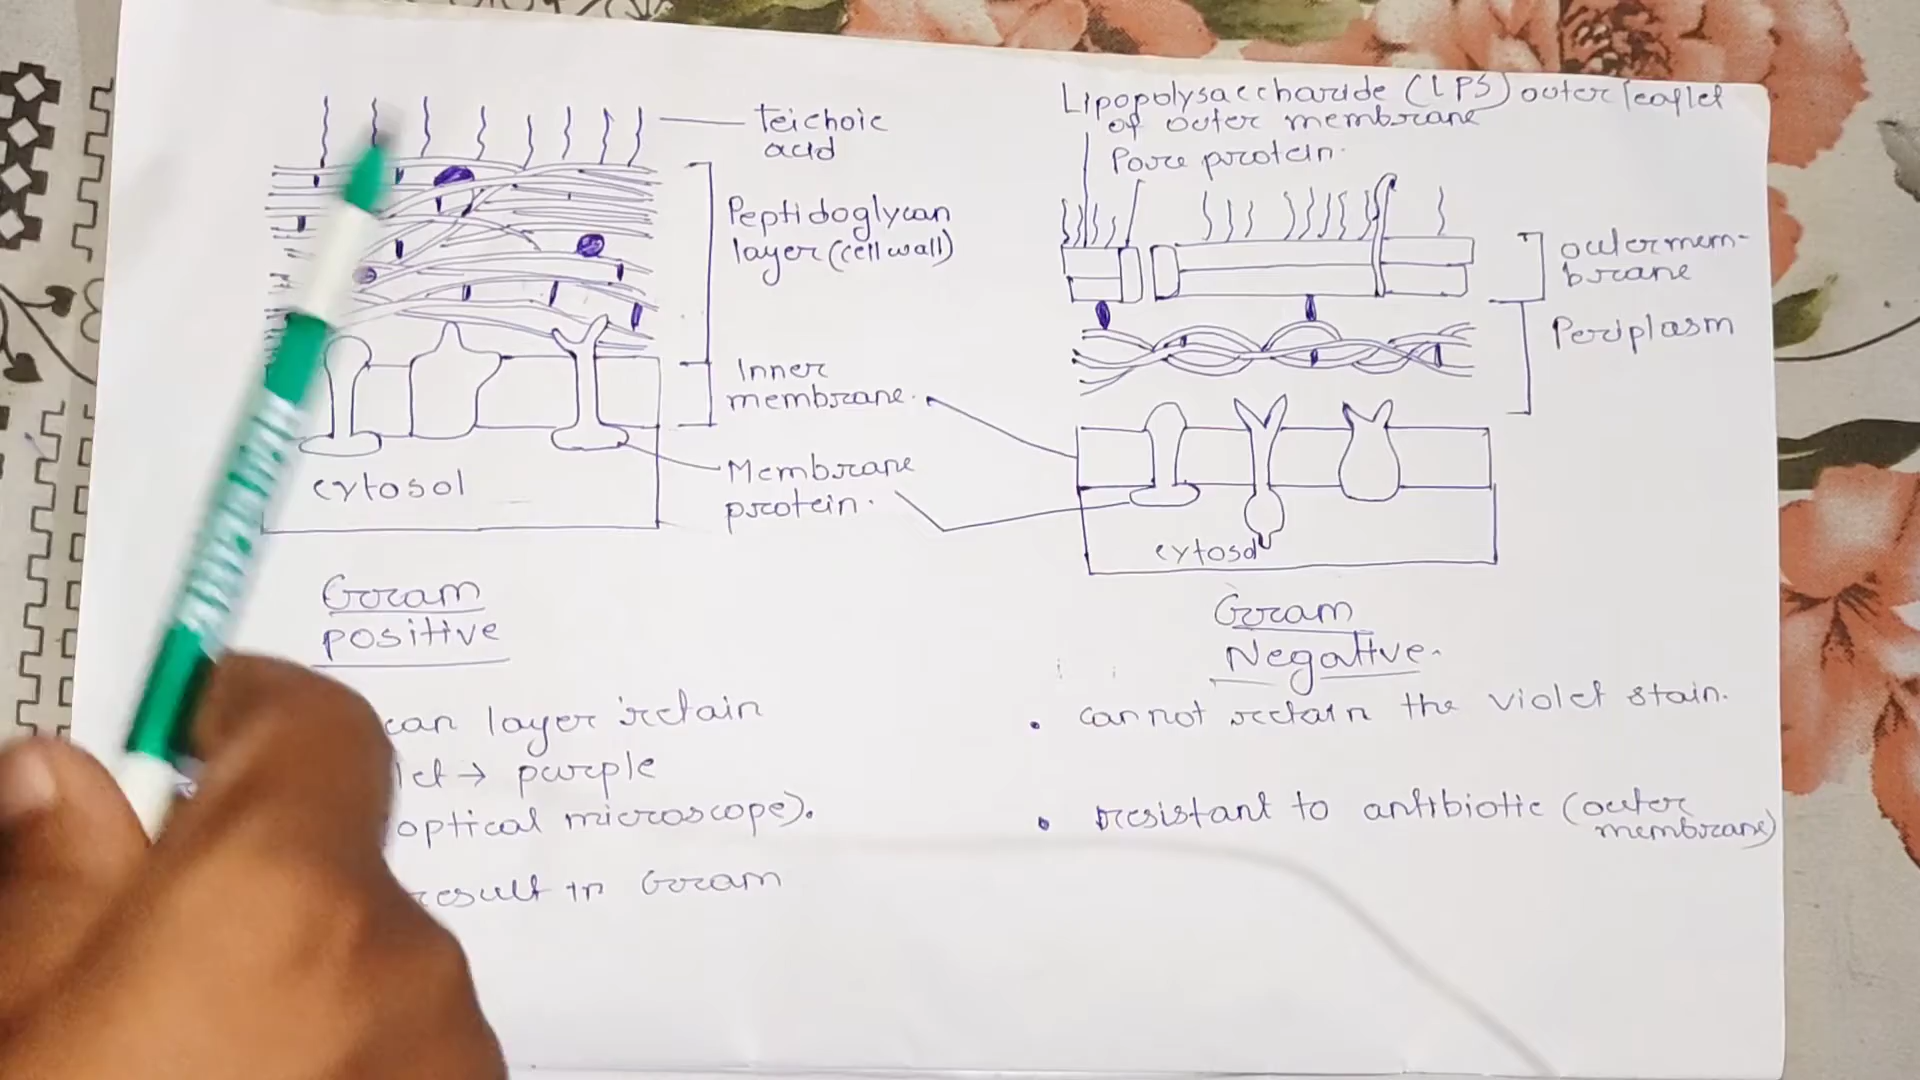 teichoic
acid
Peptidoglycan
layer (cell wall)
Inner
membrane.
Membrane
protein.
cytosol
Gram
positive
can layer retain
let → purple
optical microscope).
result in Gram
Lipopolysaccharide (LPS) outer leaflet
of outer membrane
Pore protein.
outermem-
brane
Periplasm
cytosol
Gram
Negative.
• cannot retain the violet stain.
• resistant to antibiotic (outer
membrane)